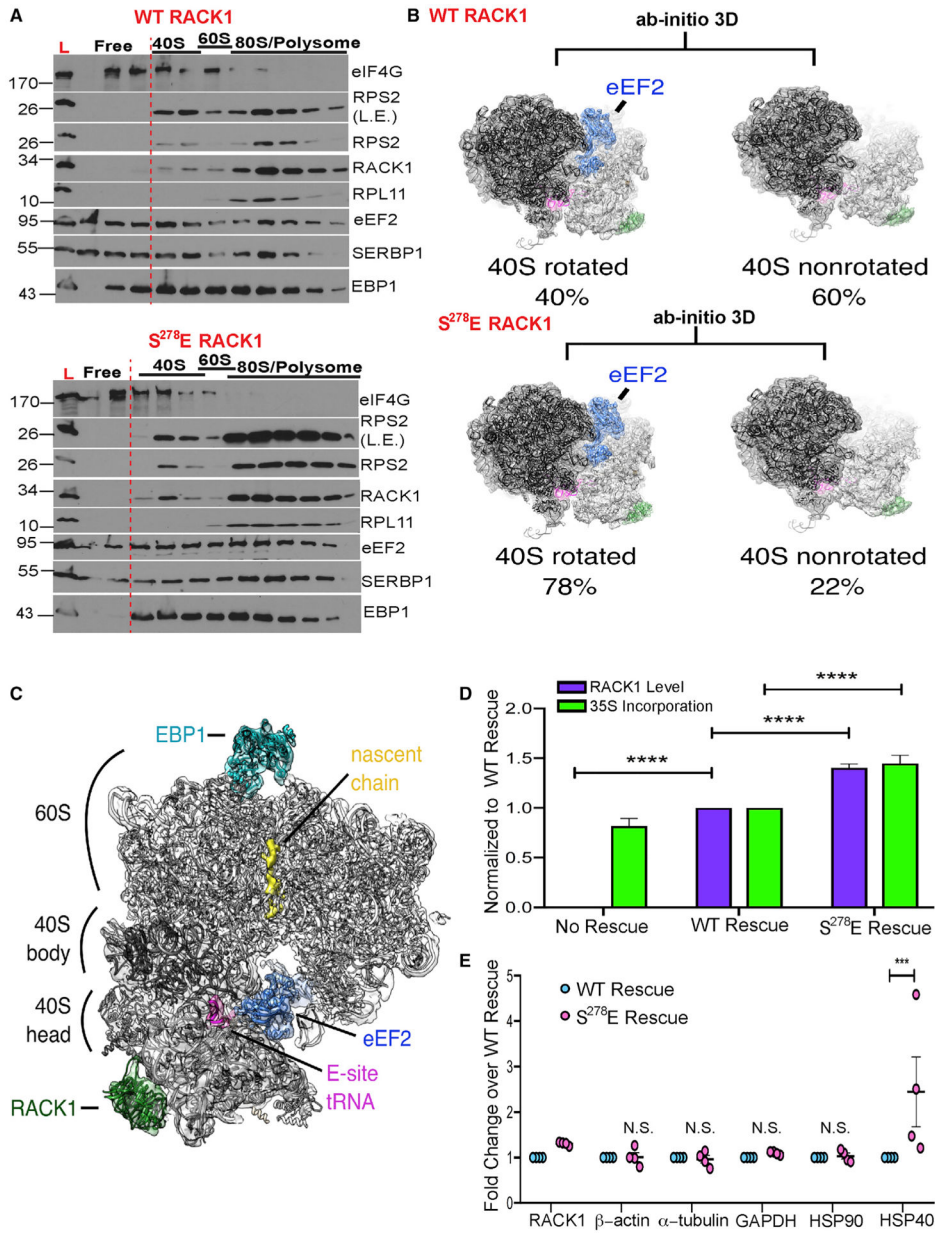 A
WT RACK1
L Free 40S 60S 80S/Polysome
170 eIF4G
26 RPS2
(L.E.)
26 RPS2
34 RACK1
10 RPL11
95 eEF2
55 SERBP1
43 EBP1
S278E RACK1
L Free 40S 60S 80S/Polysome
170 eIF4G
26 RPS2
(L.E.)
26 RPS2
34 RACK1
10 RPL11
95 eEF2
55 SERBP1
43 EBP1
B
WT RACK1
ab-initio 3D
eEF2
40S rotated
40%
40S nonrotated
60%
S278E RACK1
ab-initio 3D
eEF2
40S rotated
78%
40S nonrotated
22%
C
EBP1
nascent
chain
60S
40S
body
40S
head
eEF2
E-site
tRNA
RACK1
D
RACK1 Level
35S Incorporation
****
****
****
Normalized to WT Rescue
2.0
1.5
1.0
0.5
0.0
No Rescue WT Rescue S278E Rescue
E
Fold Change over WT Rescue
5
4
3
2
1
0
WT Rescue
S278E Rescue
***
N.S. N.S. N.S. N.S.
RACK1 β-actin α-tubulin GAPDH HSP90 HSP40